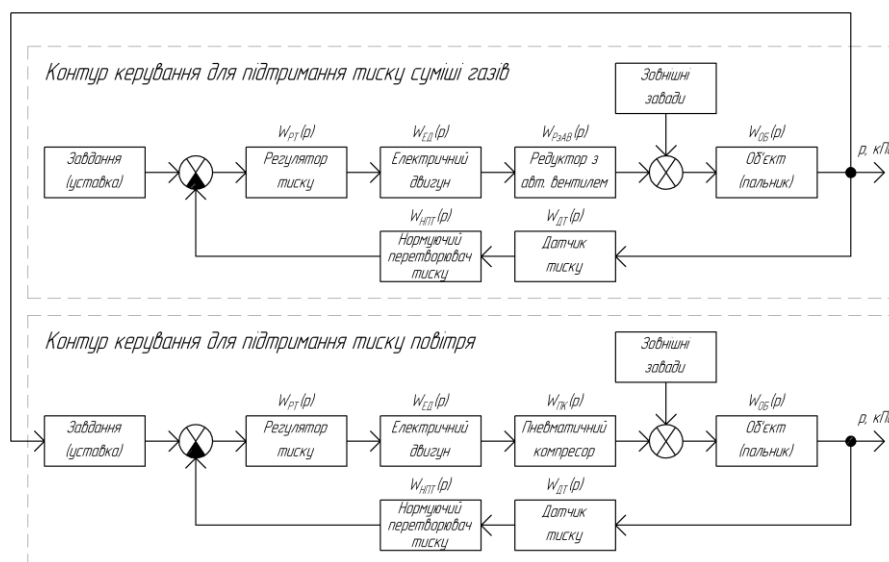 Контур керування для підтримання тиску суміші газів
Зовнішні
завади
W_РТ(p)
W_ЕД(p)
W_РзАВ(p)
W_ОБ(p)
p, кПа
Завдання
(уставка)
Регулятор
тиску
Електричний
двигун
Редуктор з
авт. вентилем
Об'єкт
(пальник)
W_НПТ(p)
W_ДТ(p)
Нормуючий
перетворювач
тиску
Датчик
тиску
Контур керування для підтримання тиску повітря
Зовнішні
завади
W_РТ(p)
W_ЕД(p)
W_ПК(p)
W_ОБ(p)
p, кПа
Завдання
(уставка)
Регулятор
тиску
Електричний
двигун
Пневматичний
компресор
Об'єкт
(пальник)
W_НПТ(p)
W_ДТ(p)
Нормуючий
перетворювач
тиску
Датчик
тиску